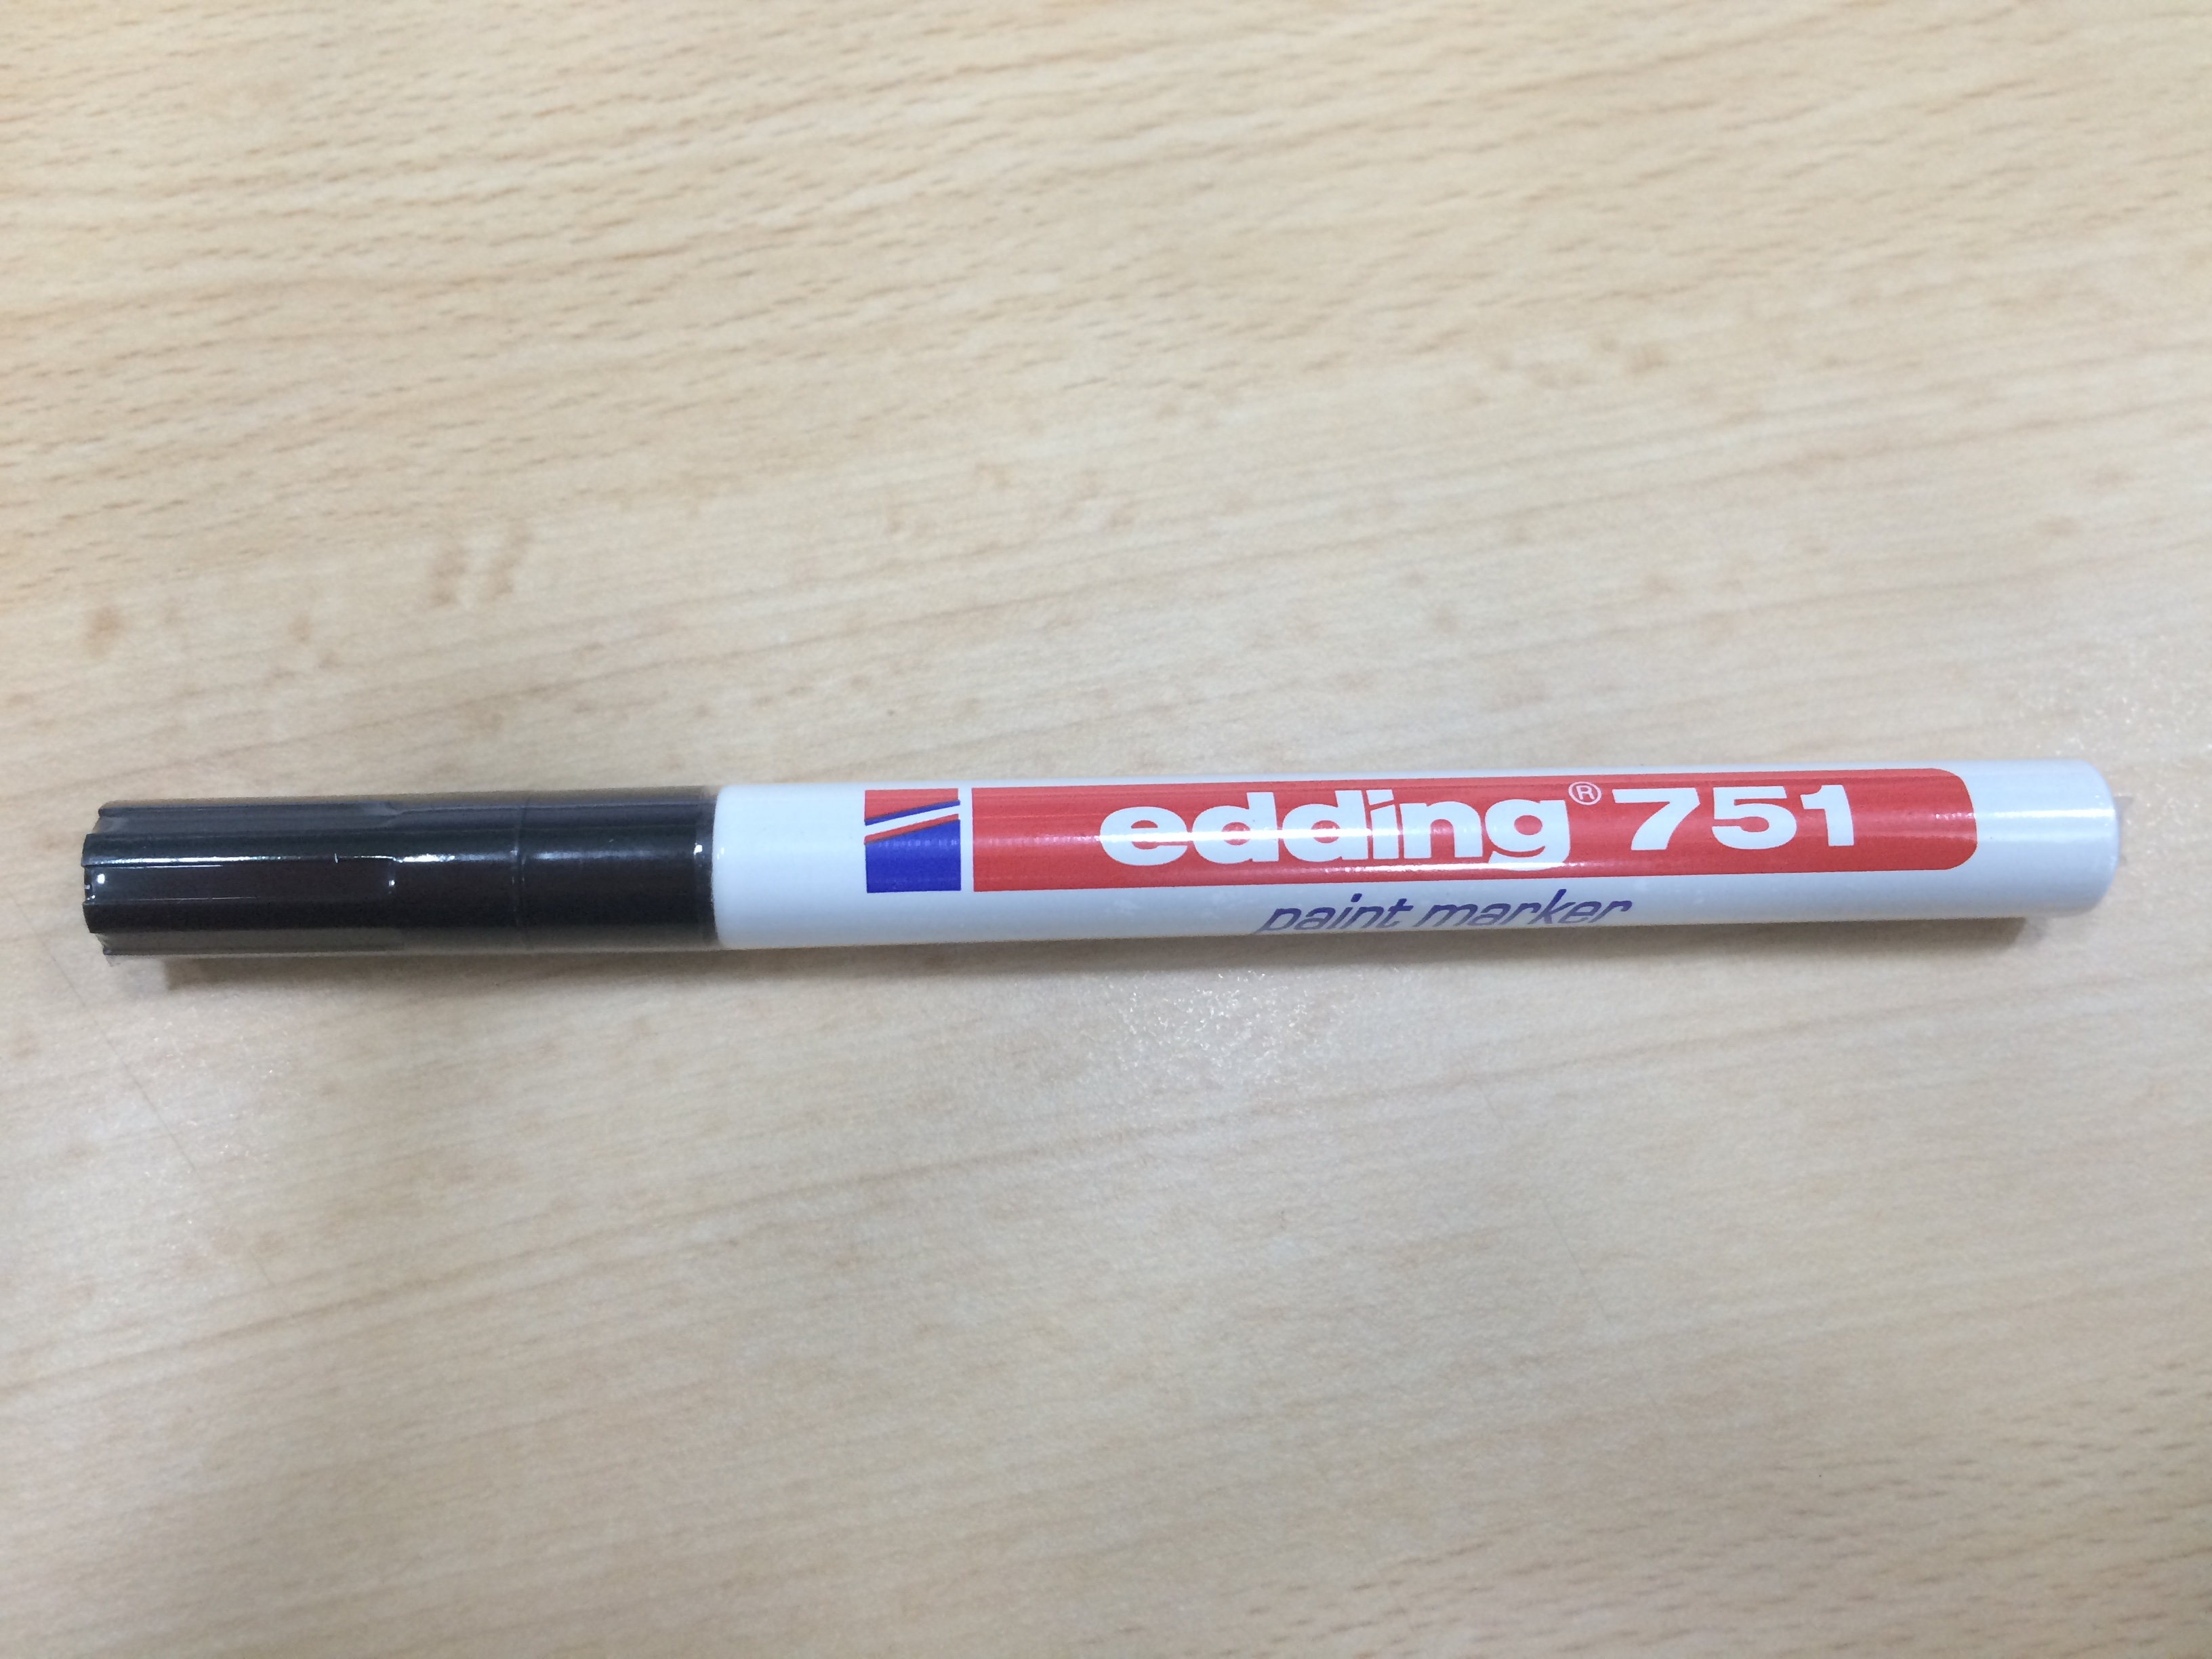 edding® 751
paint marker